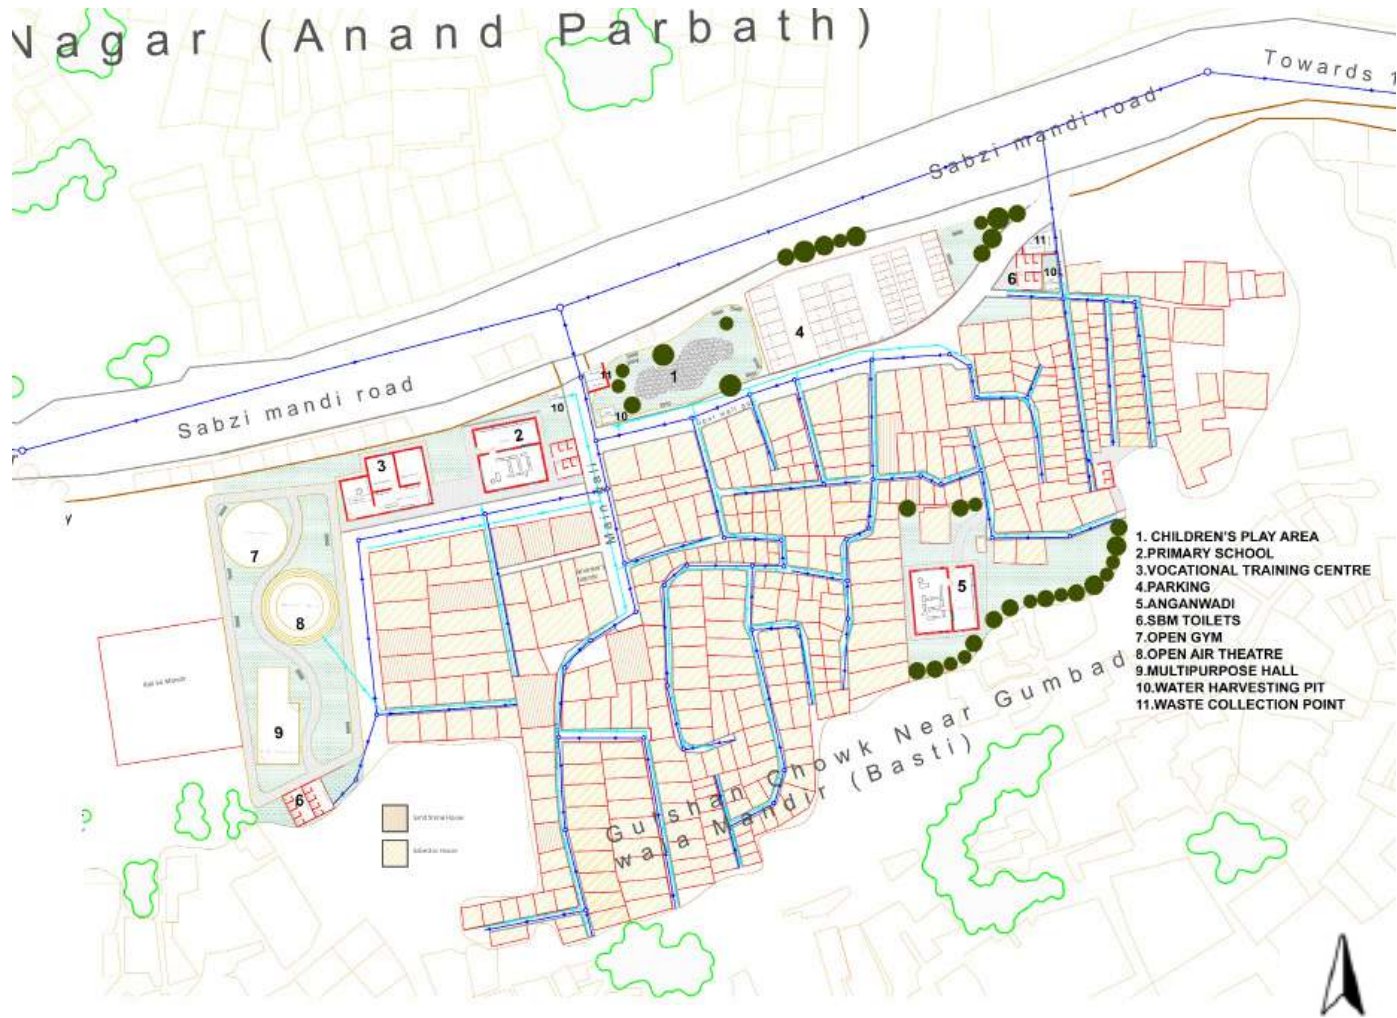 Nagar (Anand Parbath)
Towards 1
Sabzi mandi road
Sabzi mandi road
11
6
10
4
1
11
10
10
2
3
Main gali
7
8
5
9
6
1. CHILDREN'S PLAY AREA
2.PRIMARY SCHOOL
3.VOCATIONAL TRAINING CENTRE
4.PARKING
5.ANGANWADI
6.SBM TOILETS
7.OPEN GYM
8.OPEN AIR THEATRE
9.MULTIPURPOSE HALL
10.WATER HARVESTING PIT
11.WASTE COLLECTION POINT
Gulshan Chowk Near Gumbad
wala Mandir (Basti)